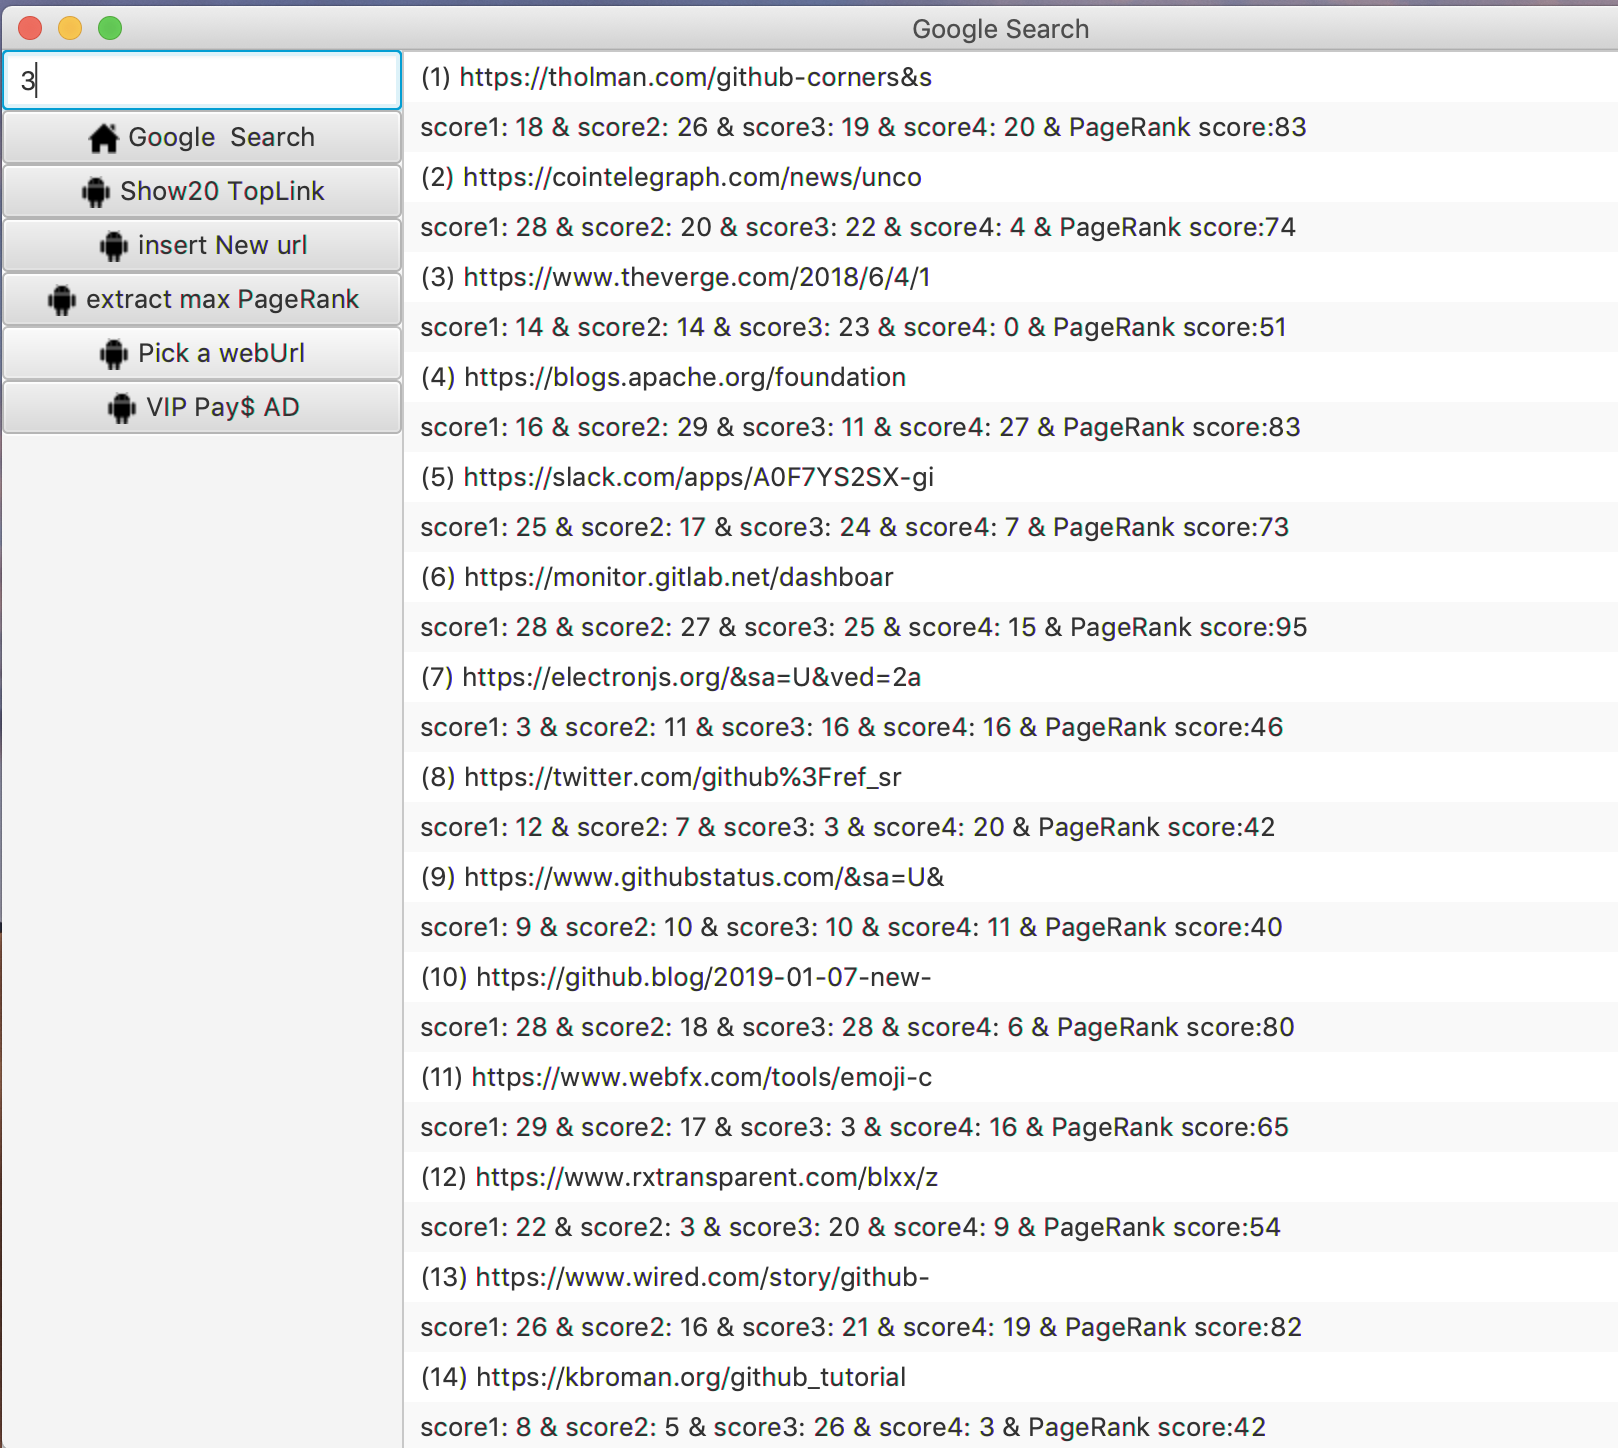 Google Search
3
Google  Search
Show20 TopLink
insert New url
extract max PageRank
Pick a webUrl
VIP Pay$ AD
(1) https://tholman.com/github-corners&s
score1: 18 & score2: 26 & score3: 19 & score4: 20 & PageRank score:83
(2) https://cointelegraph.com/news/unco
score1: 28 & score2: 20 & score3: 22 & score4: 4 & PageRank score:74
(3) https://www.theverge.com/2018/6/4/1
score1: 14 & score2: 14 & score3: 23 & score4: 0 & PageRank score:51
(4) https://blogs.apache.org/foundation
score1: 16 & score2: 29 & score3: 11 & score4: 27 & PageRank score:83
(5) https://slack.com/apps/A0F7YS2SX-gi
score1: 25 & score2: 17 & score3: 24 & score4: 7 & PageRank score:73
(6) https://monitor.gitlab.net/dashboar
score1: 28 & score2: 27 & score3: 25 & score4: 15 & PageRank score:95
(7) https://electronjs.org/&sa=U&ved=2a
score1: 3 & score2: 11 & score3: 16 & score4: 16 & PageRank score:46
(8) https://twitter.com/github%3Fref_sr
score1: 12 & score2: 7 & score3: 3 & score4: 20 & PageRank score:42
(9) https://www.githubstatus.com/&sa=U&
score1: 9 & score2: 10 & score3: 10 & score4: 11 & PageRank score:40
(10) https://github.blog/2019-01-07-new-
score1: 28 & score2: 18 & score3: 28 & score4: 6 & PageRank score:80
(11) https://www.webfx.com/tools/emoji-c
score1: 29 & score2: 17 & score3: 3 & score4: 16 & PageRank score:65
(12) https://www.rxtransparent.com/blxx/z
score1: 22 & score2: 3 & score3: 20 & score4: 9 & PageRank score:54
(13) https://www.wired.com/story/github-
score1: 26 & score2: 16 & score3: 21 & score4: 19 & PageRank score:82
(14) https://kbroman.org/github_tutorial
score1: 8 & score2: 5 & score3: 26 & score4: 3 & PageRank score:42